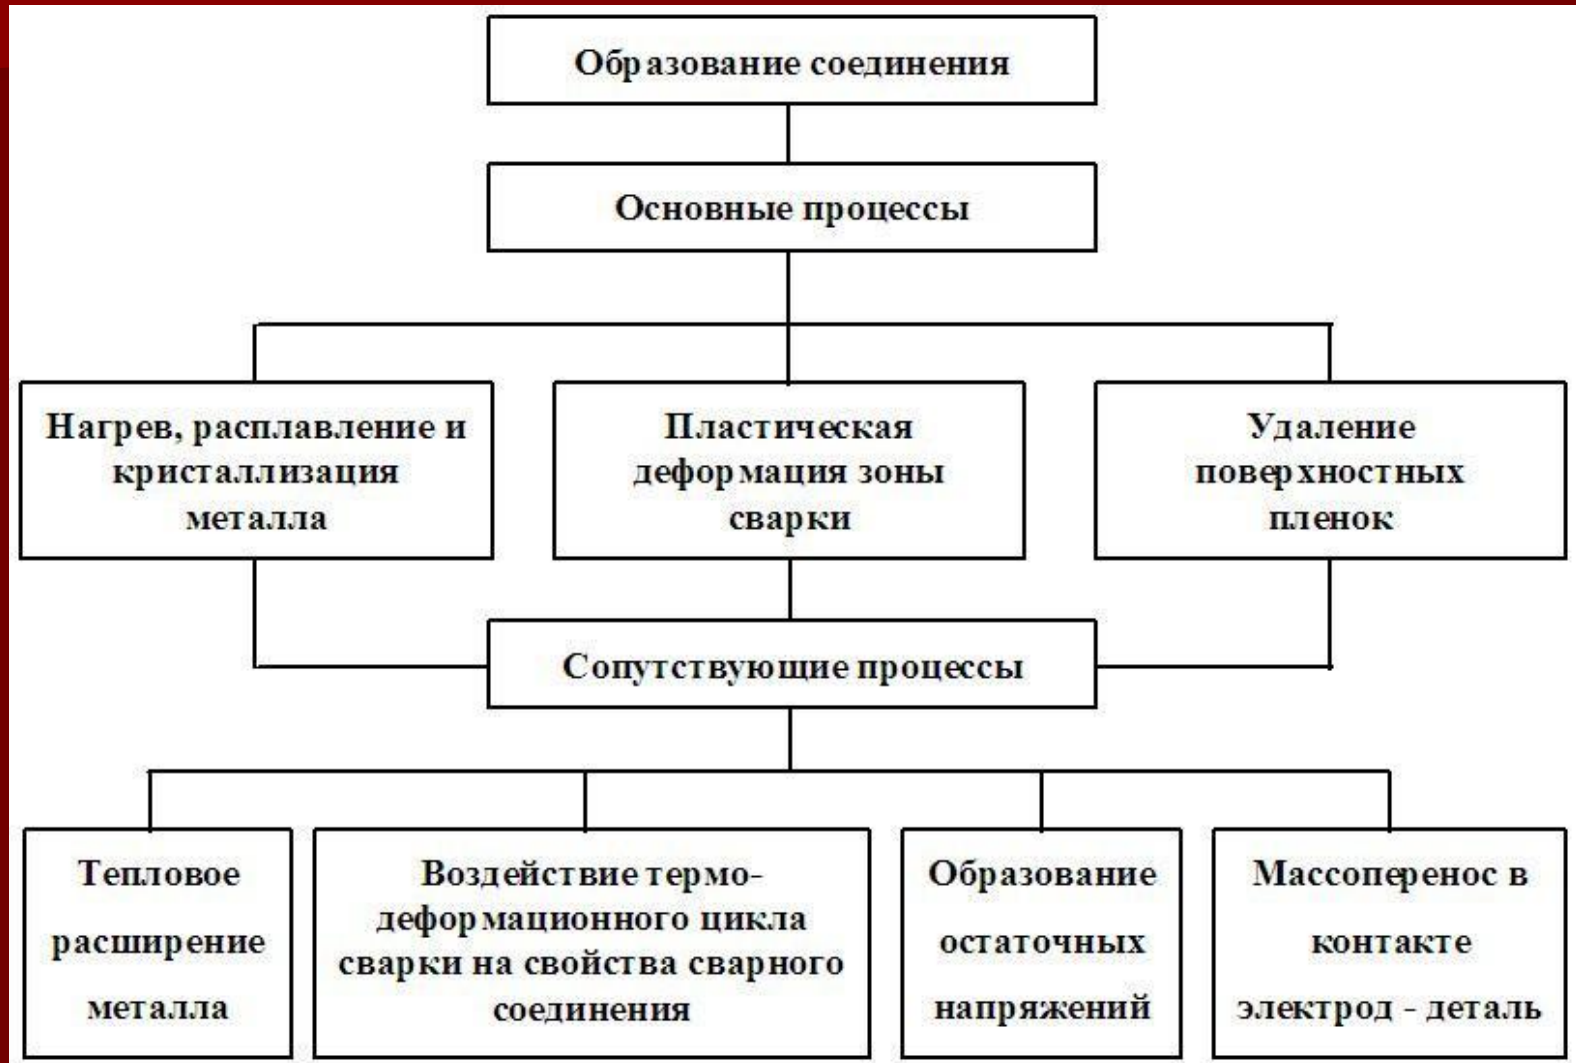 Образование соединения
Основные процессы
Нагрев, расплавление и
кристаллизация
металла
Пластическая
деформация зоны
сварки
Удаление
поверхностных
пленок
Сопутствующие процессы
Тепловое
расширение
металла
Воздействие термо-
деформационного цикла
сварки на свойства сварного
соединения
Образование
остаточных
напряжений
Массоперенос в
контакте
электрод - деталь